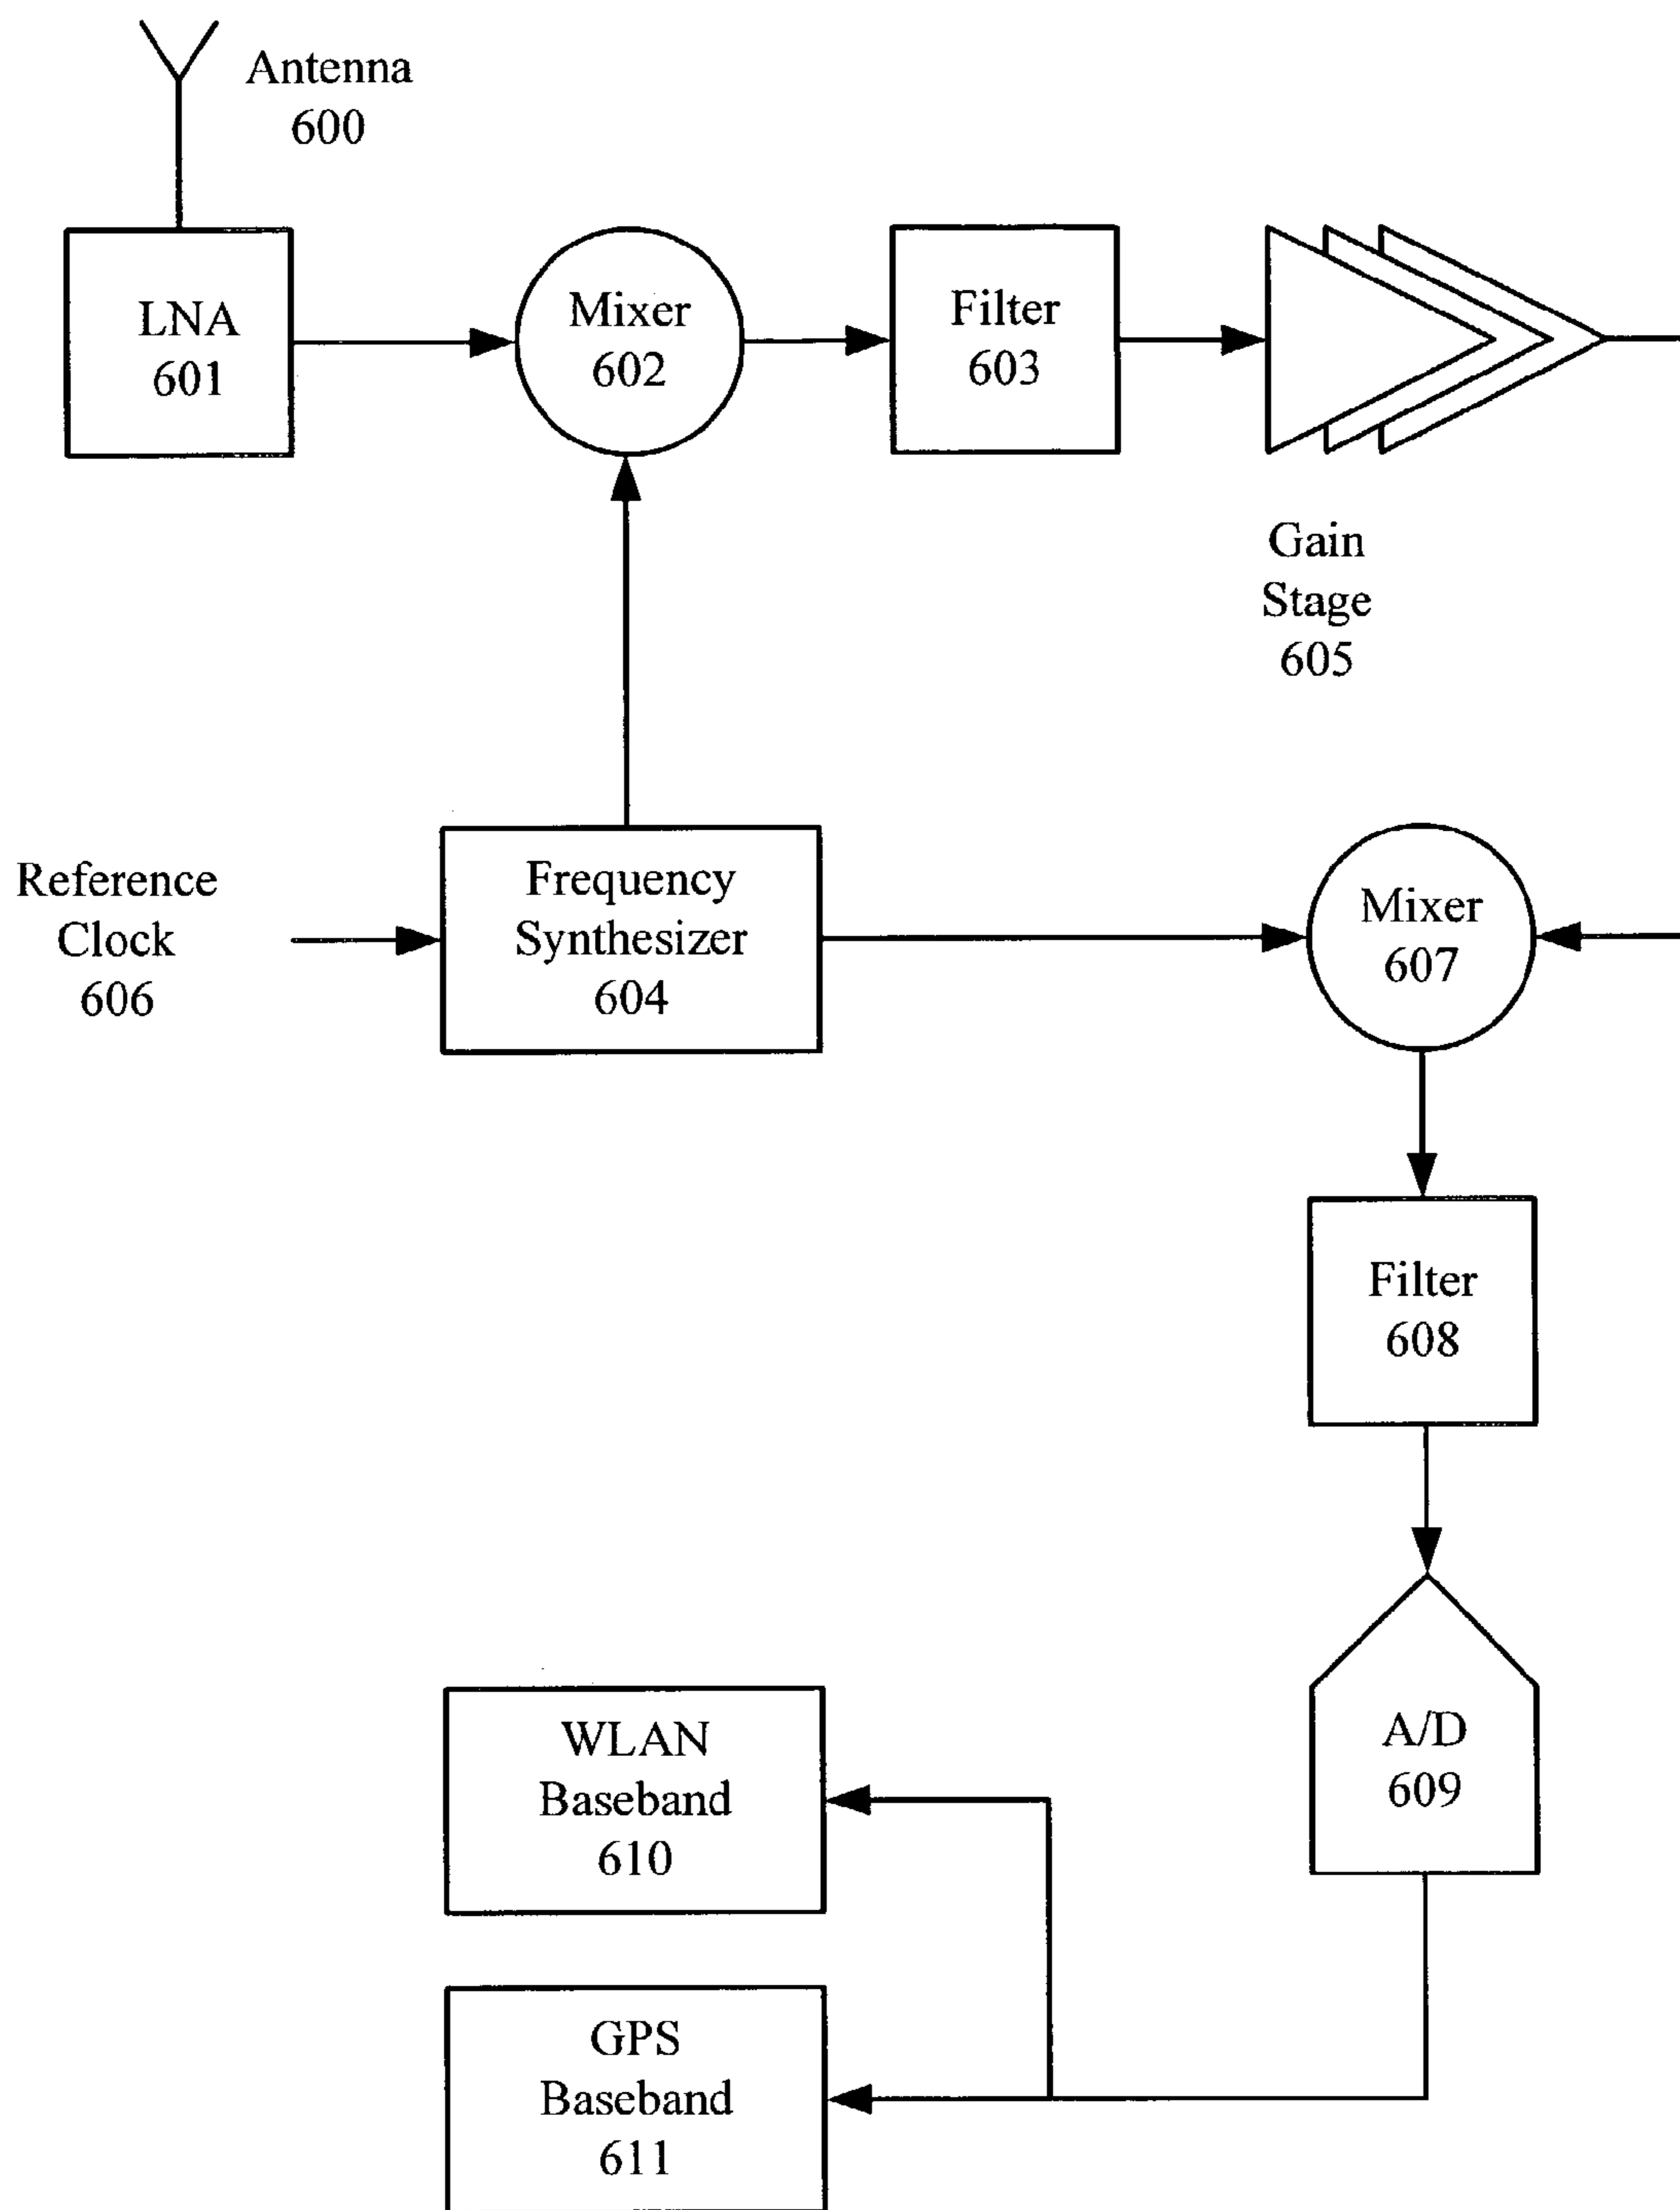 Antenna
600
LNA
601
Mixer
602
Filter
603
Gain
Stage
605
Reference
Clock
606
Frequency
Synthesizer
604
Mixer
607
Filter
608
A/D
609
WLAN
Baseband
610
GPS
Baseband
611